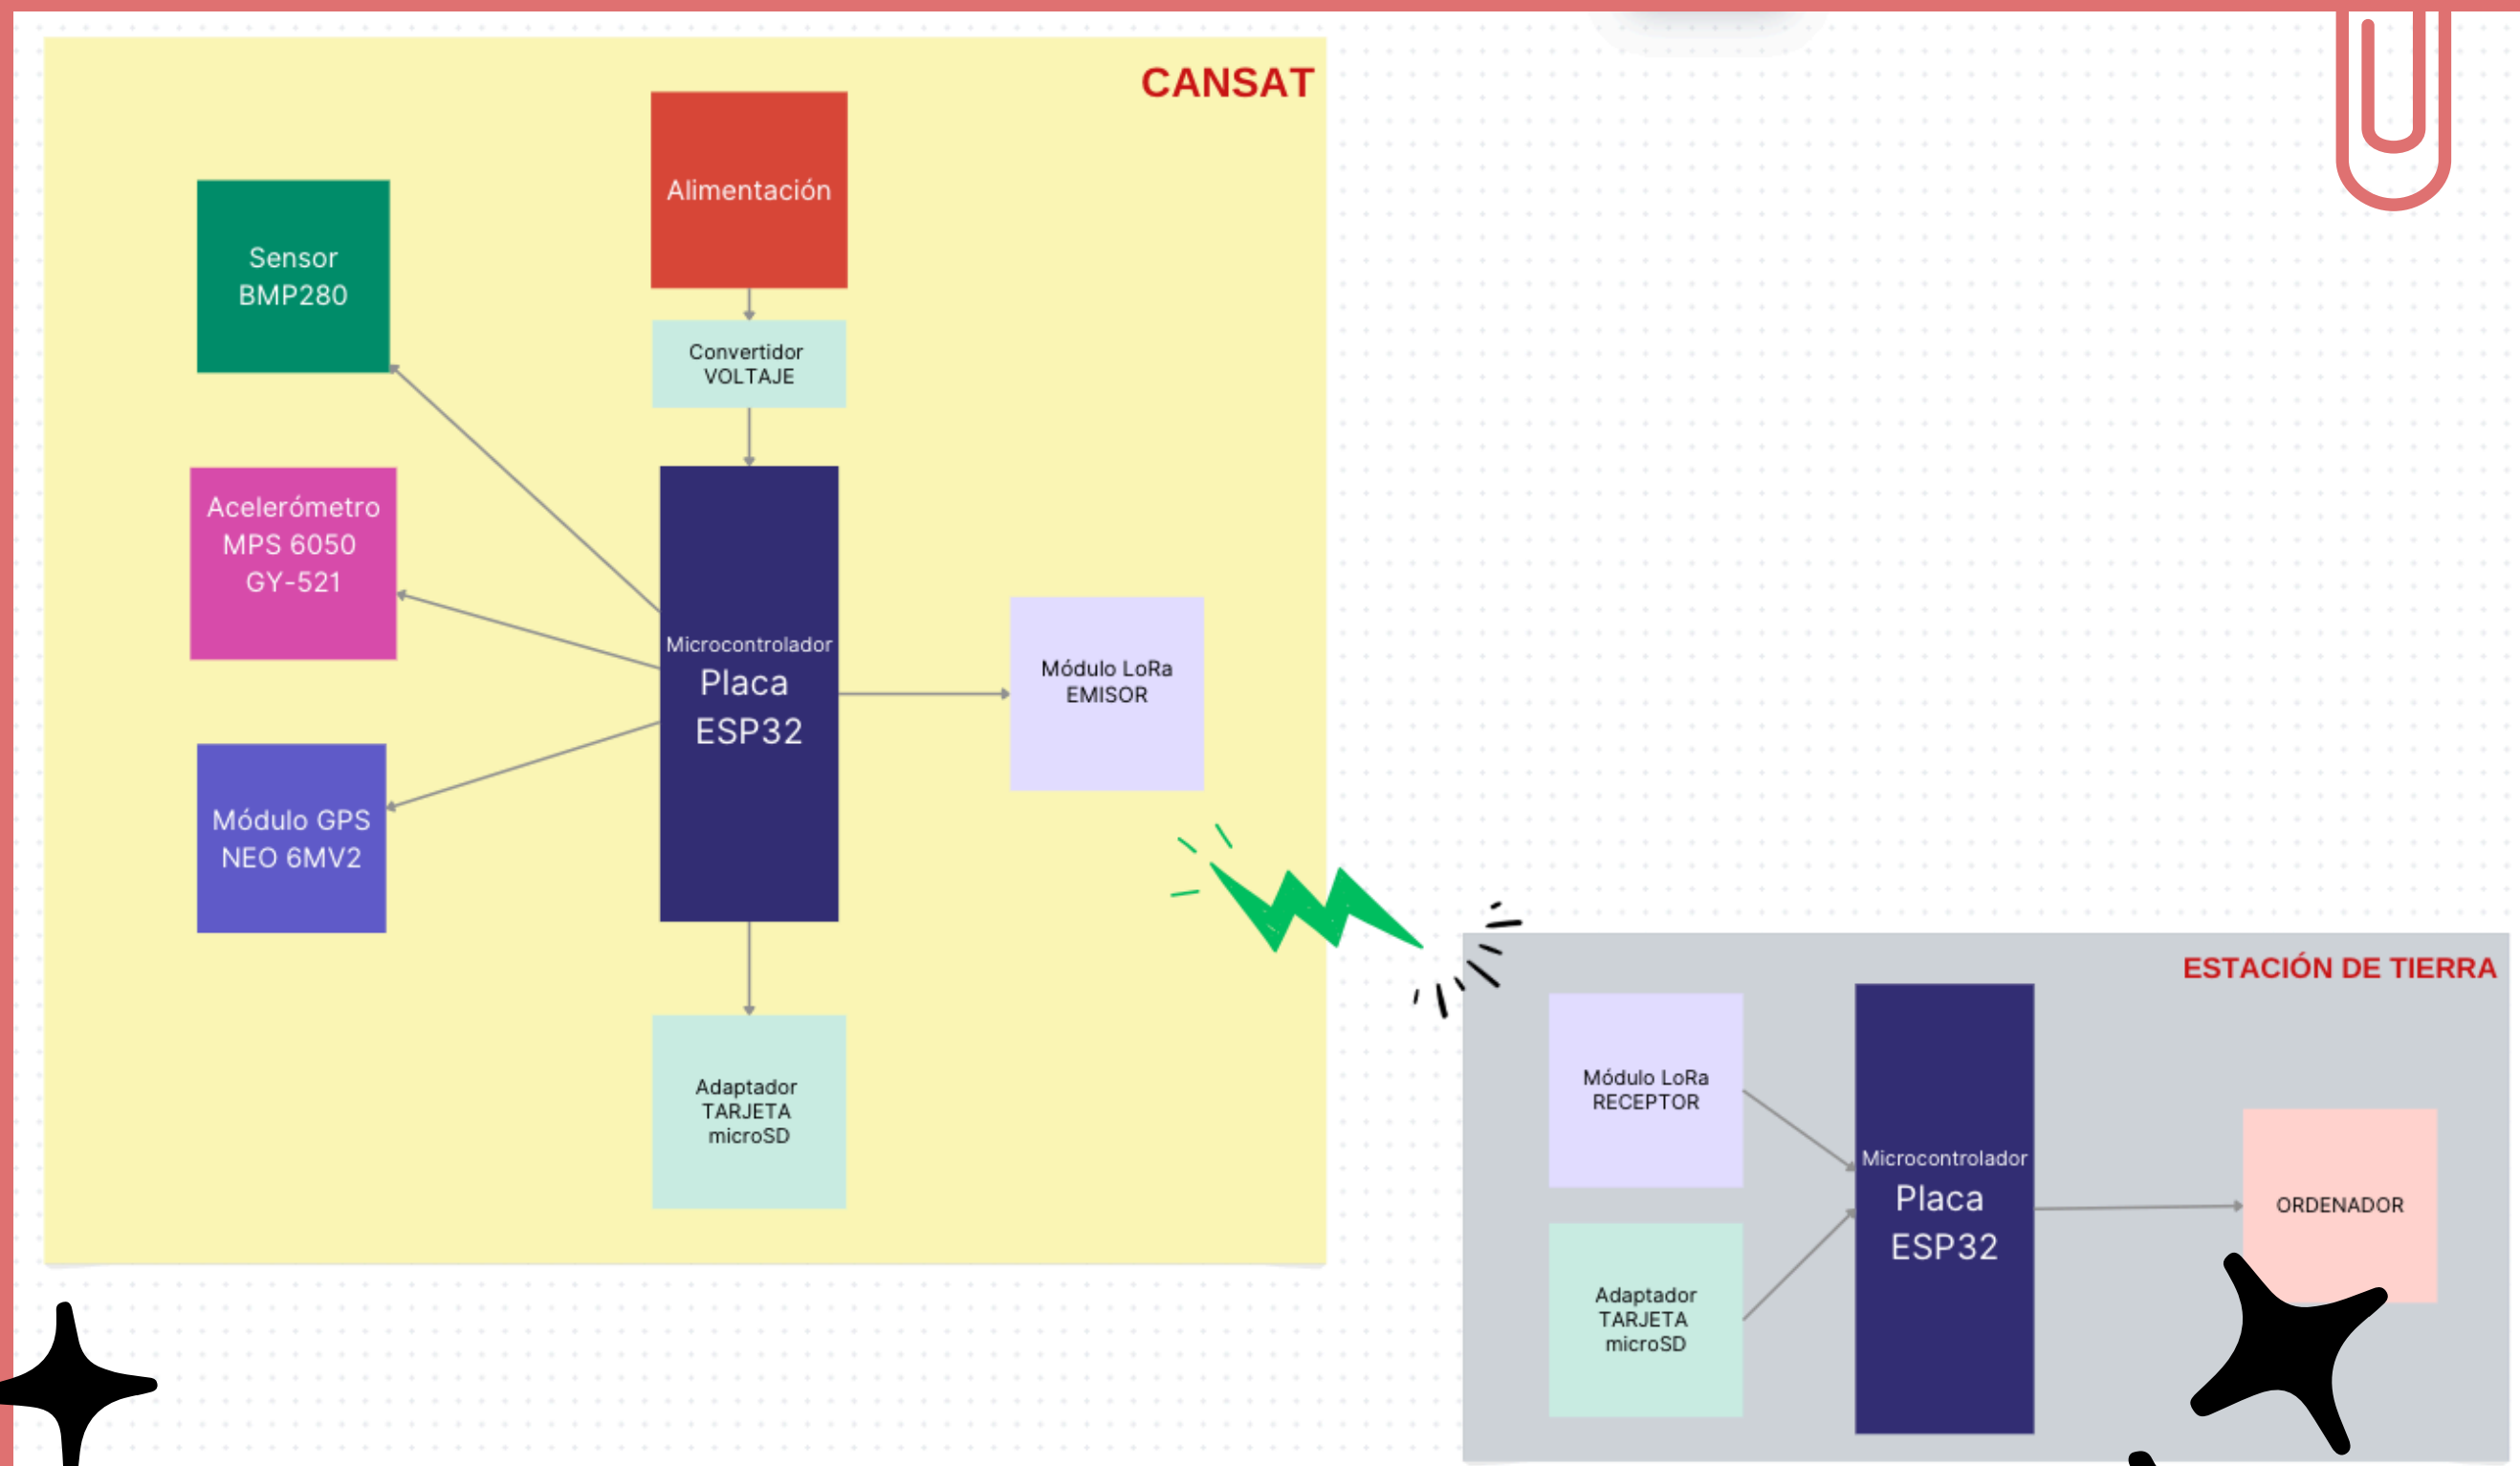 CANSAT
Alimentación
Sensor
BMP280
Convertidor
VOLTAJE
Acelerómetro
MPS 6050
GY-521
Microcontrolador
Placa
ESP32
Módulo LoRa
EMISOR
Módulo GPS
NEO 6MV2
Adaptador
TARJETA
microSD
ESTACIÓN DE TIERRA
Módulo LoRa
RECEPTOR
Microcontrolador
Placa
ESP32
ORDENADOR
Adaptador
TARJETA
microSD